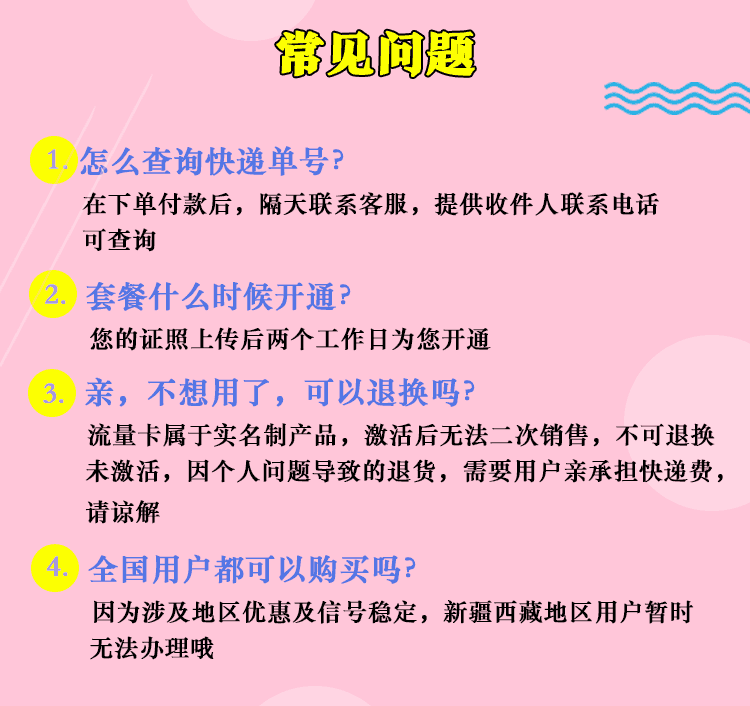 常见问题
1. 怎么查询快递单号?
在下单付款后，隔天联系客服，提供收件人联系电话
可查询
2. 套餐什么时候开通?
您的证照上传后两个工作日为您开通
3. 亲，不想用了，可以退换吗?
流量卡属于实名制产品，激活后无法二次销售，不可退换
未激活，因个人问题导致的退货，需要用户亲承担快递费，
请谅解
4. 全国用户都可以购买吗?
因为涉及地区优惠及信号稳定，新疆西藏地区用户暂时
无法办理哦